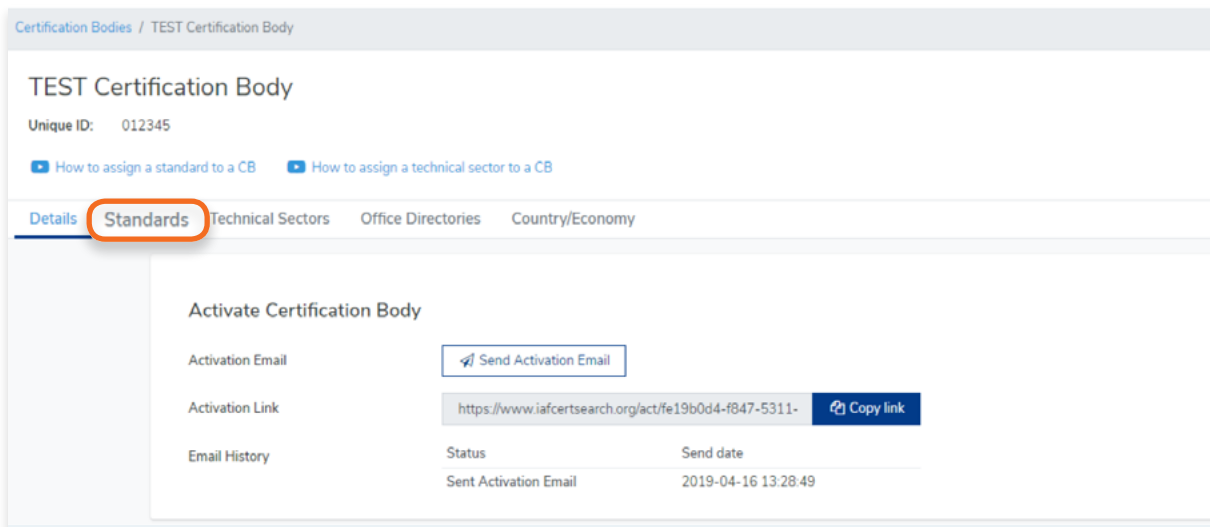 Certification Bodies / TEST Certification Body
TEST Certification Body
Unique ID: 012345
How to assign a standard to a CB How to assign a technical sector to a CB
Details Standards Technical Sectors Office Directories Country/Economy
Activate Certification Body
Activation Email Send Activation Email
Activation Link https://www.iafcertsearch.org/act/fe19b0d4-f847-5311- Copy link
Email History Status Send date
Sent Activation Email 2019-04-16 13:28:49